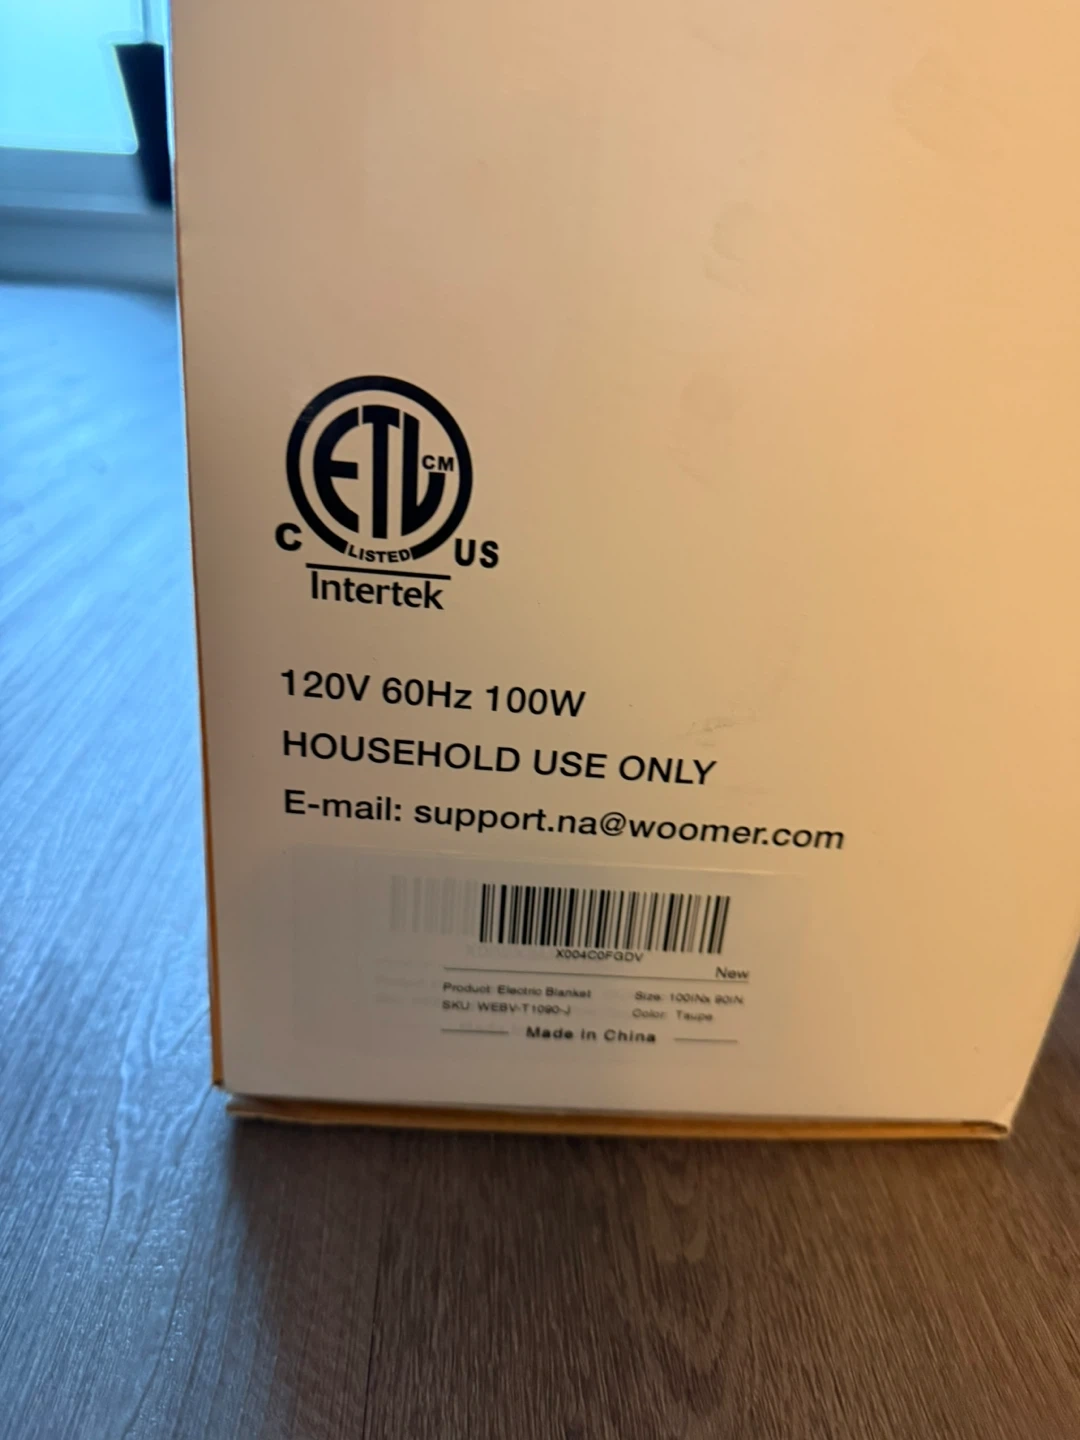 ETL
CM
C LISTED US
Intertek
120V 60Hz 100W
HOUSEHOLD USE ONLY
E-mail: support.na@woomer.com
X004C0FGDV
New
Product: Electric Blanket Size: 100INx 90IN
SKU: WEBV-T1090-J Color: Taupe
Made in China